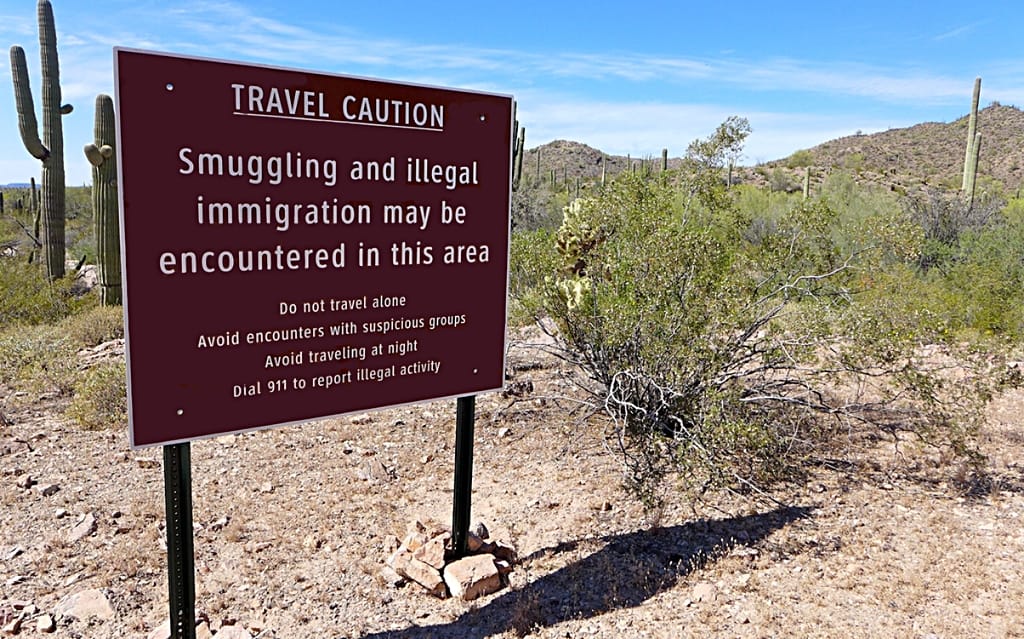 TRAVEL CAUTION
Smuggling and illegal
immigration may be
encountered in this area
Do not travel alone
Avoid encounters with suspicious groups
Avoid traveling at night
Dial 911 to report illegal activity